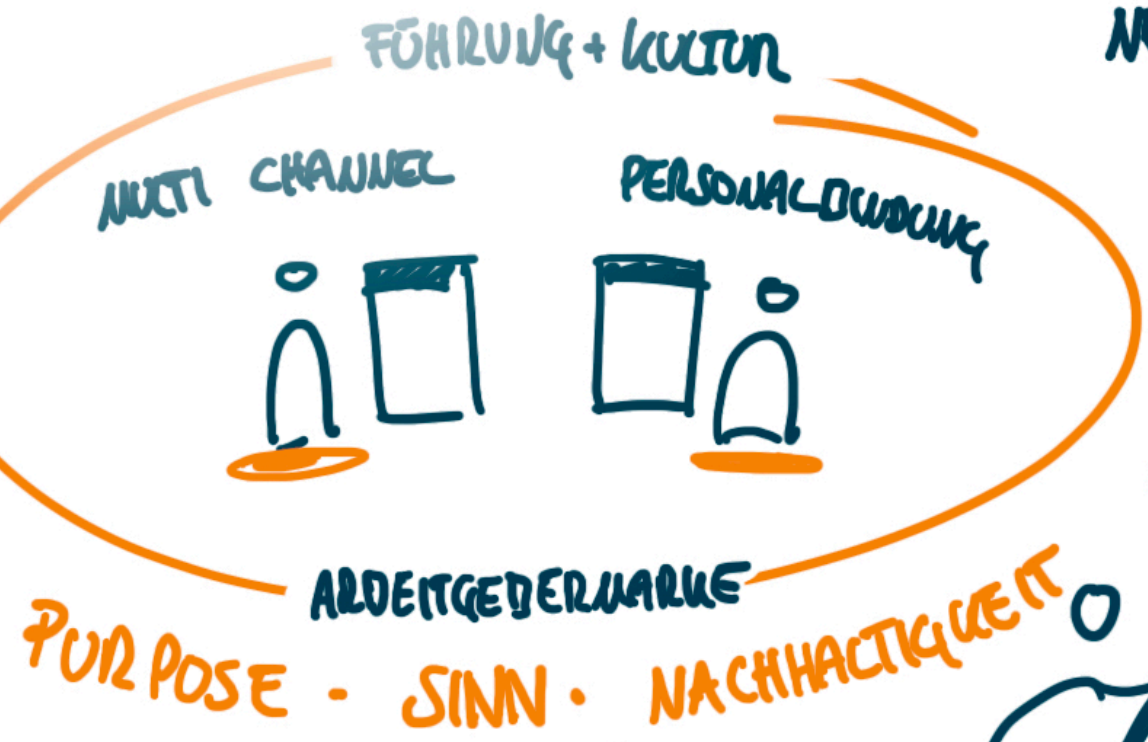 FÜHRUNG + KULTUR
MULTI CHANNEL
PERSONALBINDUNG
ARBEITGEBERMARKE
PURPOSE - SINN · NACHHALTIGKEIT